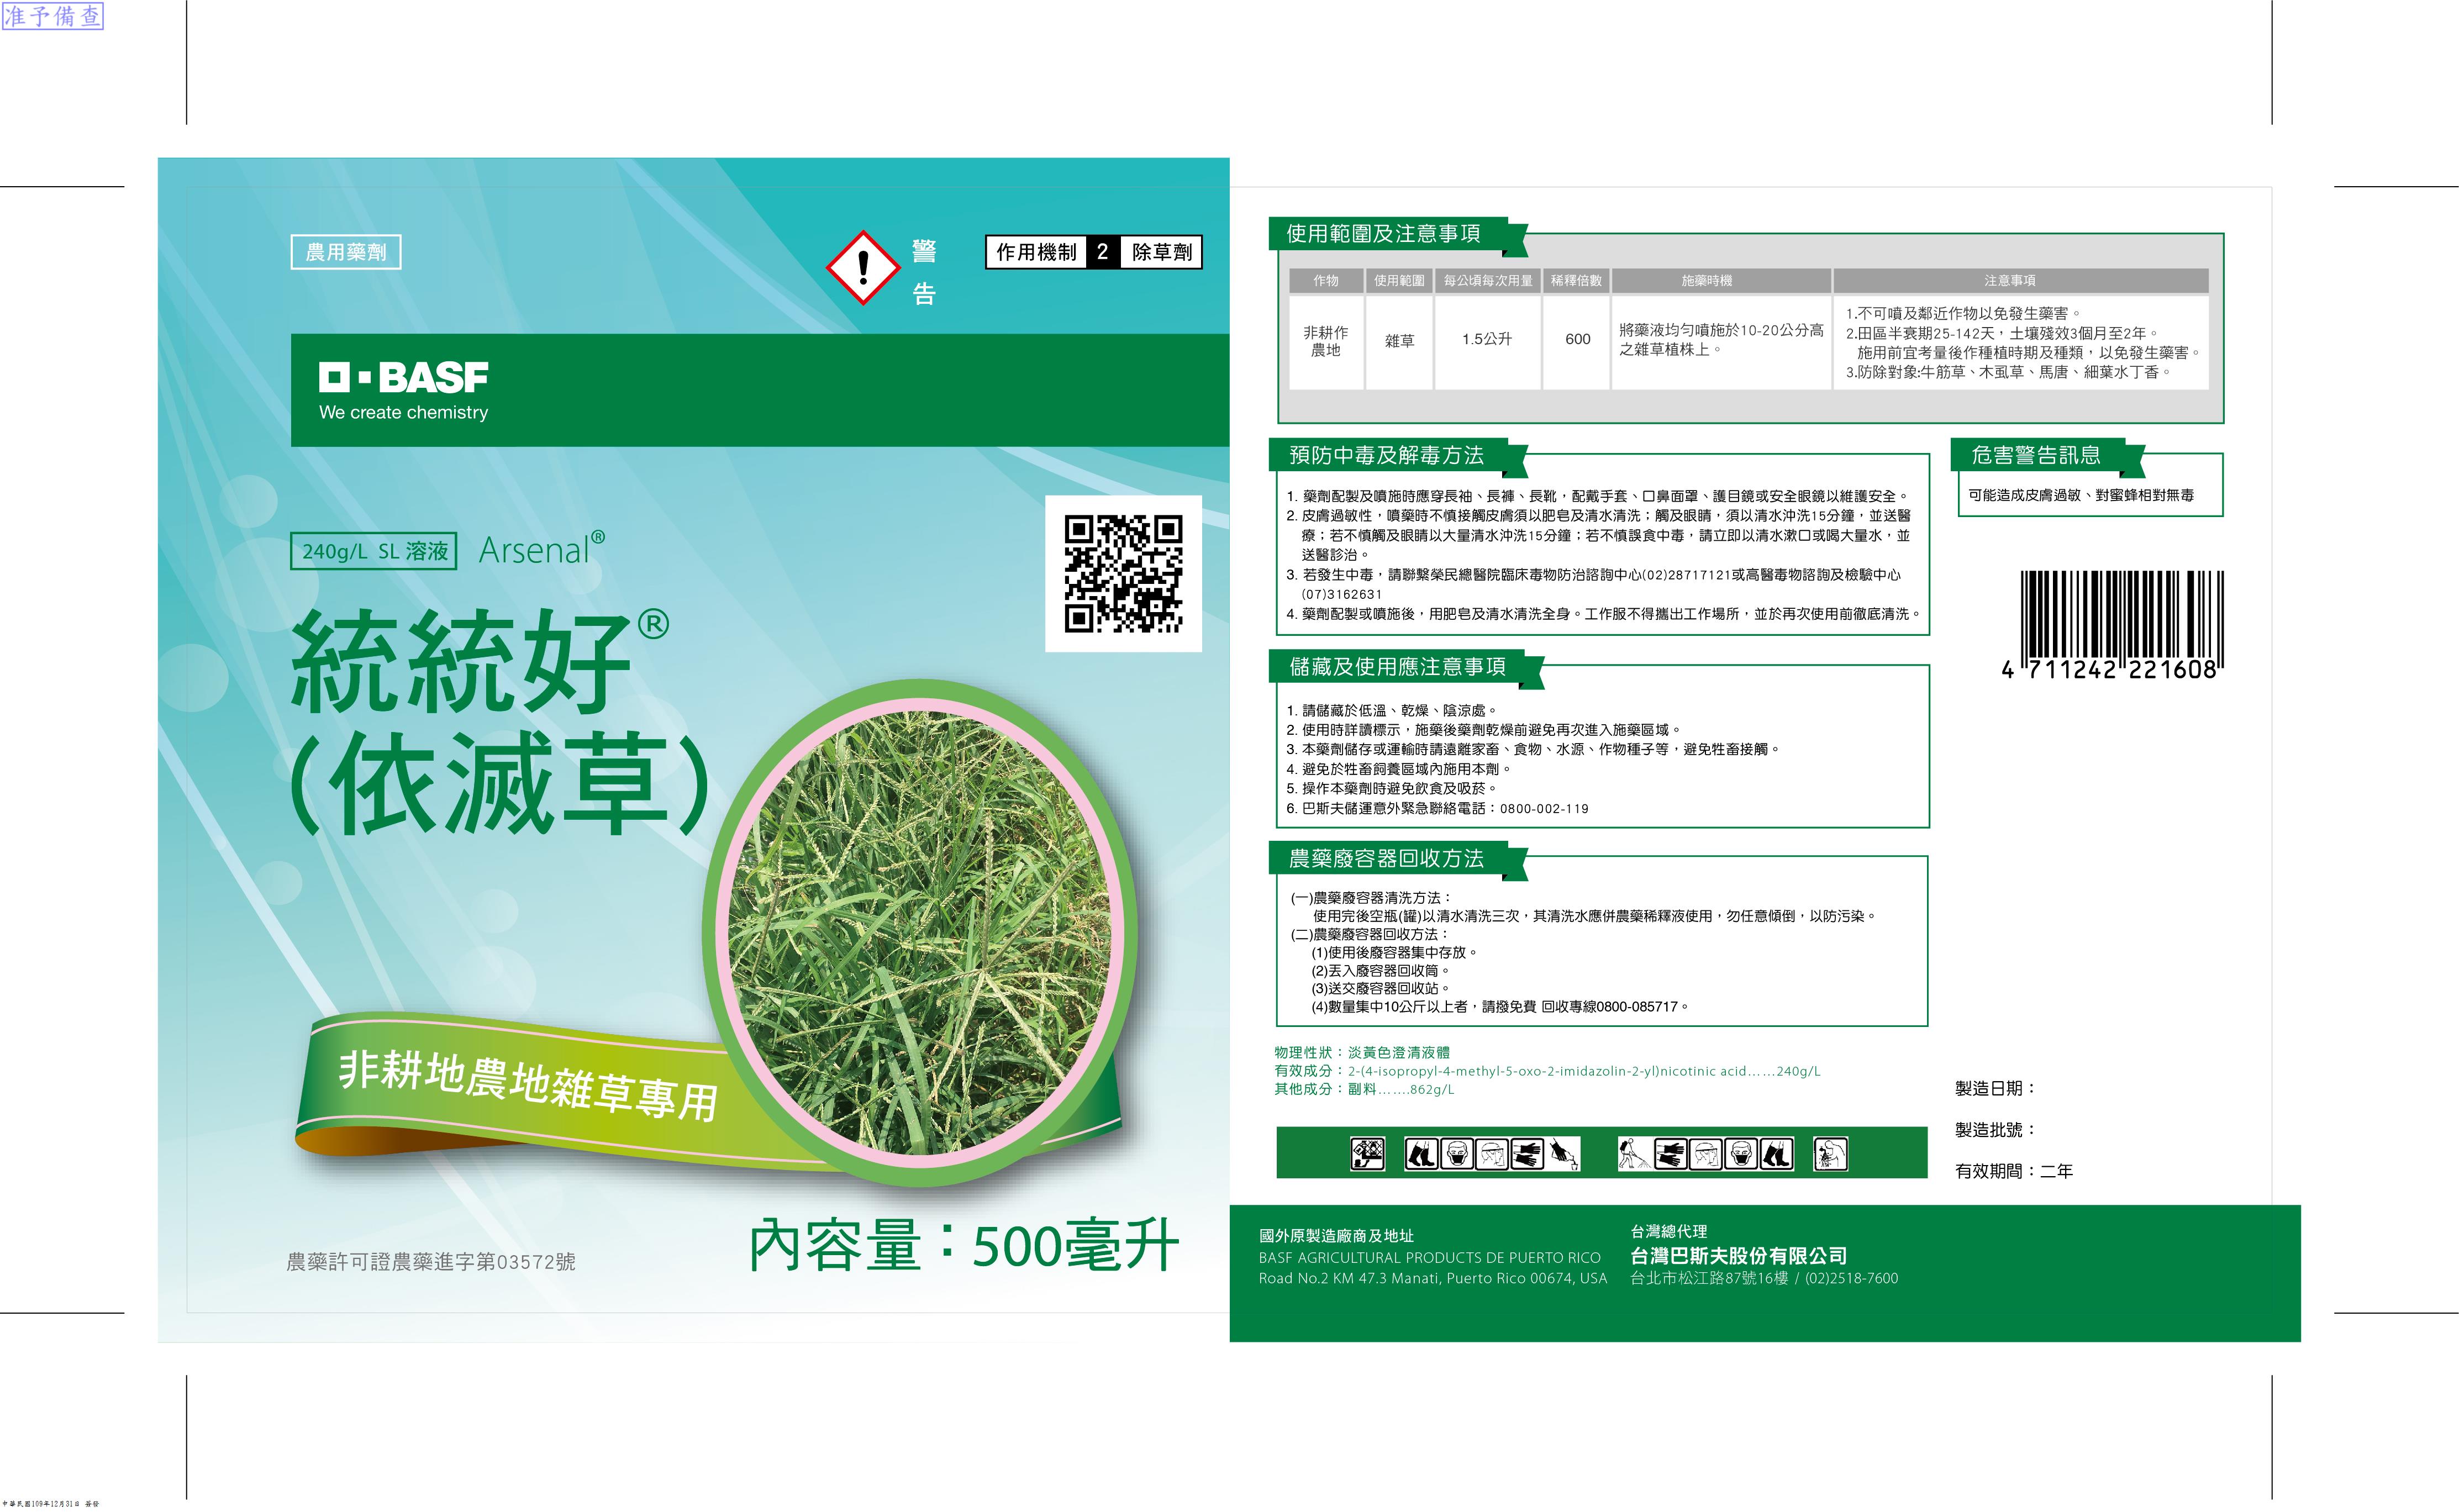 准予備查
農用藥劑
警告
作用機制 2 除草劑
BASF
We create chemistry
240g/L SL 溶液
Arsenal®
統統好®
(依滅草)
非耕地農地雜草專用
內容量：500毫升
農藥許可證農藥進字第03572號
使用範圍及注意事項
作物 使用範圍 每公頃每次用量 稀釋倍數 施藥時機 注意事項
非耕作
農地
雜草
1.5公升
600
將藥液均勻噴施於10-20公分高
之雜草植株上。
1.不可噴及鄰近作物以免發生藥害。
2.田區半衰期25-142天，土壤殘效3個月至2年。
施用前宜考量後作種植時期及種類，以免發生藥害。
3.防除對象:牛筋草、木虱草、馬唐、細葉水丁香。
預防中毒及解毒方法
1. 藥劑配製及噴施時應穿長袖、長褲、長靴，配戴手套、口鼻面罩、護目鏡或安全眼鏡以維護安全。
2. 皮膚過敏性，噴藥時不慎接觸皮膚須以肥皂及清水清洗；觸及眼睛，須以清水沖洗15分鐘，並送醫
療；若不慎觸及眼睛以大量清水沖洗15分鐘；若不慎誤食中毒，請立即以清水漱口或喝大量水，並
送醫診治。
3. 若發生中毒，請聯繫榮民總醫院臨床毒物防治諮詢中心(02)28717121或高醫毒物諮詢及檢驗中心
(07)3162631
4. 藥劑配製或噴施後，用肥皂及清水清洗全身。工作服不得攜出工作場所，並於再次使用前徹底清洗。
危害警告訊息
可能造成皮膚過敏、對蜜蜂相對無毒
4 711242 221608
儲藏及使用應注意事項
1. 請儲藏於低溫、乾燥、陰涼處。
2. 使用時詳讀標示，施藥後藥劑乾燥前避免再次進入施藥區域。
3. 本藥劑儲存或運輸時請遠離家畜、食物、水源、作物種子等，避免牲畜接觸。
4. 避免於牲畜飼養區域內施用本劑。
5. 操作本藥劑時避免飲食及吸菸。
6. 巴斯夫儲運意外緊急聯絡電話：0800-002-119
農藥廢容器回收方法
(一)農藥廢容器清洗方法：
使用完後空瓶(罐)以清水清洗三次，其清洗水應併農藥稀釋液使用，勿任意傾倒，以防污染。
(二)農藥廢容器回收方法：
(1)使用後廢容器集中存放。
(2)丟入廢容器回收筒。
(3)送交廢容器回收站。
(4)數量集中10公斤以上者，請撥免費 回收專線0800-085717。
物理性狀：淡黃色澄清液體
有效成分：2-(4-isopropyl-4-methyl-5-oxo-2-imidazolin-2-yl)nicotinic acid……240g/L
其他成分：副料…….862g/L
製造日期：
製造批號：
有效期間：二年
國外原製造廠商及地址
BASF AGRICULTURAL PRODUCTS DE PUERTO RICO
Road No.2 KM 47.3 Manati, Puerto Rico 00674, USA
台灣總代理
台灣巴斯夫股份有限公司
台北市松江路87號16樓 / (02)2518-7600
中華民國109年12月31日 簽發